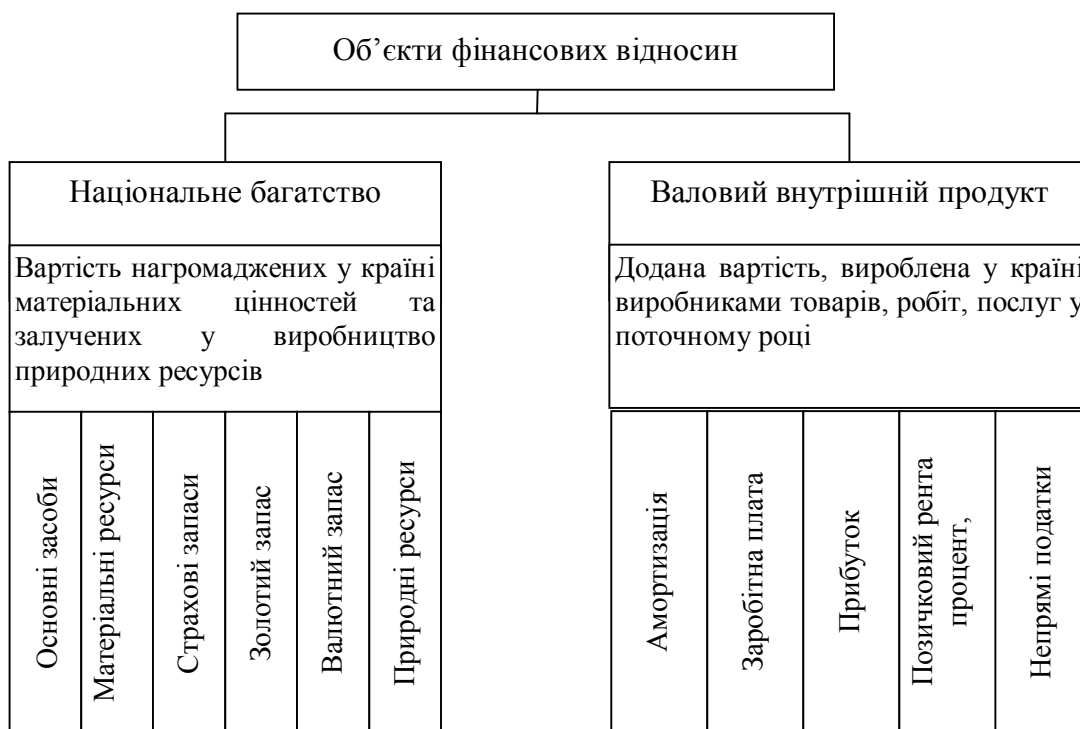 Об’єкти фінансових відносин
Національне багатство
Вартість нагромаджених у країні
матеріальних цінностей та
залучених у виробництво
природних ресурсів
Основні засоби
Матеріальні ресурси
Страхові запаси
Золотий запас
Валютний запас
Природні ресурси
Валовий внутрішній продукт
Додана вартість, вироблена у країні
виробниками товарів, робіт, послуг у
поточному році
Амортизація
Заробітна плата
Прибуток
Позичковий рента
процент,
Непрямі податки